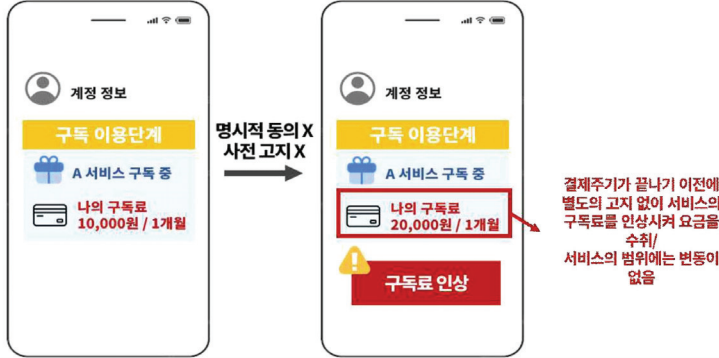 계정 정보
구독 이용단계
A 서비스 구독 중
나의 구독료
10,000원 / 1개월
명시적 동의 X
사전 고지 X
계정 정보
구독 이용단계
A 서비스 구독 중
나의 구독료
20,000원 / 1개월
구독료 인상
결제주기가 끝나기 이전에
별도의 고지 없이 서비스의
구독료를 인상시켜 요금을
수취/
서비스의 범위에는 변동이
없음